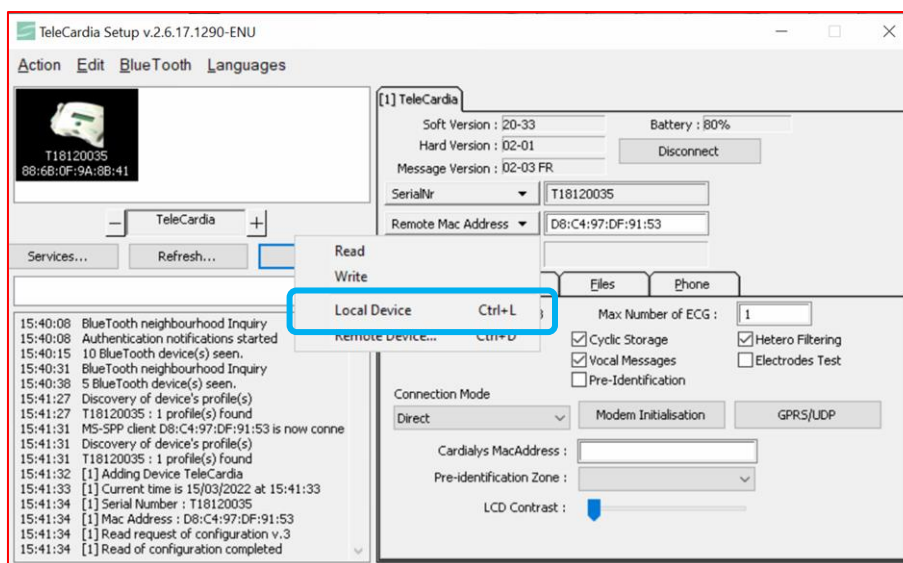 TeleCardia Setup v.2.6.17.1290-ENU
Action Edit BlueTooth Languages
T18120035
88:6B:0F:9A:8B:41
TeleCardia
Services...
Refresh...
[1] TeleCardia
Soft Version : 20-33
Battery : 80%
Hard Version : 02-01
Disconnect
Message Version : 02-03 FR
SerialNr T18120035
Remote Mac Address D8:C4:97:DF:91:53
Read
Write
Local Device Ctrl+L
Remote Device... Ctrl+D
Files
Phone
3
Max Number of ECG : 1
Cyclic Storage
Hetero Filtering
Vocal Messages
Electrodes Test
Pre-Identification
Connection Mode
Direct
Modem Initialisation
GPRS/UDP
Cardialys MacAddress :
Pre-identification Zone :
LCD Contrast :
15:40:08 BlueTooth neighbourhood Inquiry
15:40:08 Authentication notifications started
15:40:15 10 BlueTooth device(s) seen.
15:40:31 BlueTooth neighbourhood Inquiry
15:40:38 5 BlueTooth device(s) seen.
15:41:27 Discovery of device's profile(s)
15:41:27 T18120035 : 1 profile(s) found
15:41:31 MS-SPP client D8:C4:97:DF:91:53 is now conne
15:41:31 Discovery of device's profile(s)
15:41:31 T18120035 : 1 profile(s) found
15:41:32 [1] Adding Device TeleCardia
15:41:33 [1] Current time is 15/03/2022 at 15:41:33
15:41:34 [1] Serial Number : T18120035
15:41:34 [1] Mac Address : D8:C4:97:DF:91:53
15:41:34 [1] Read request of configuration v.3
15:41:34 [1] Read of configuration completed